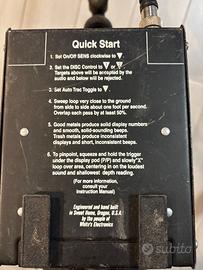 Quick Start
1. Set On/Off SENS clockwise to ▽.
2. Set the DISC Control to ▽ or ▽.
Targets above will be accepted by the
audio and below will be rejected.
3. Set Auto Trac Toggle to ▽.
4. Sweep loop very close to the ground
from side to side about one foot per second.
Overlap each pass by at least 50%.
5. Good metals produce solid display numbers
and smooth, solid-sounding beeps.
Trash metals produce inconsistent
displays and short, inconsistent beeps.
6. To pinpoint, squeeze and hold the trigger
under the display pod (P/P) and slowly "X"
loop over area, centering in on the loudest
sound and shallowest depth reading.
(For more information,
consult your
Instruction Manual)
Engineered and hand built
in Sweet Home, Oregon, U.S.A.
by the people of
White's Electronics
subito